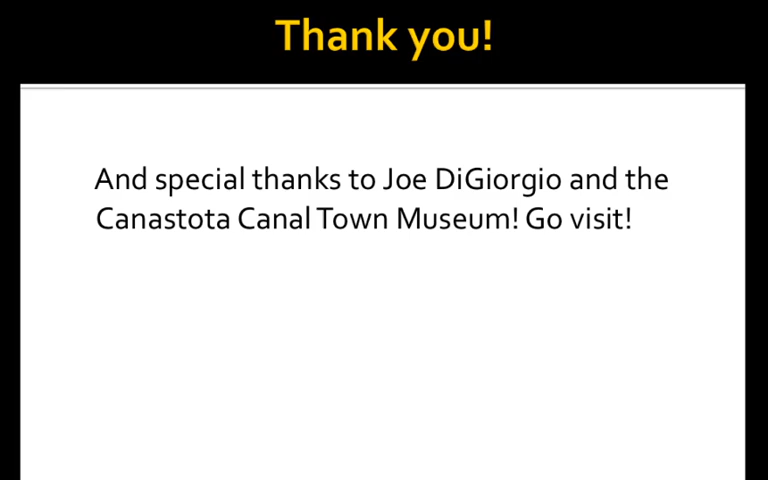 Thank you!
And special thanks to Joe DiGiorgio and the
Canastota Canal Town Museum! Go visit!